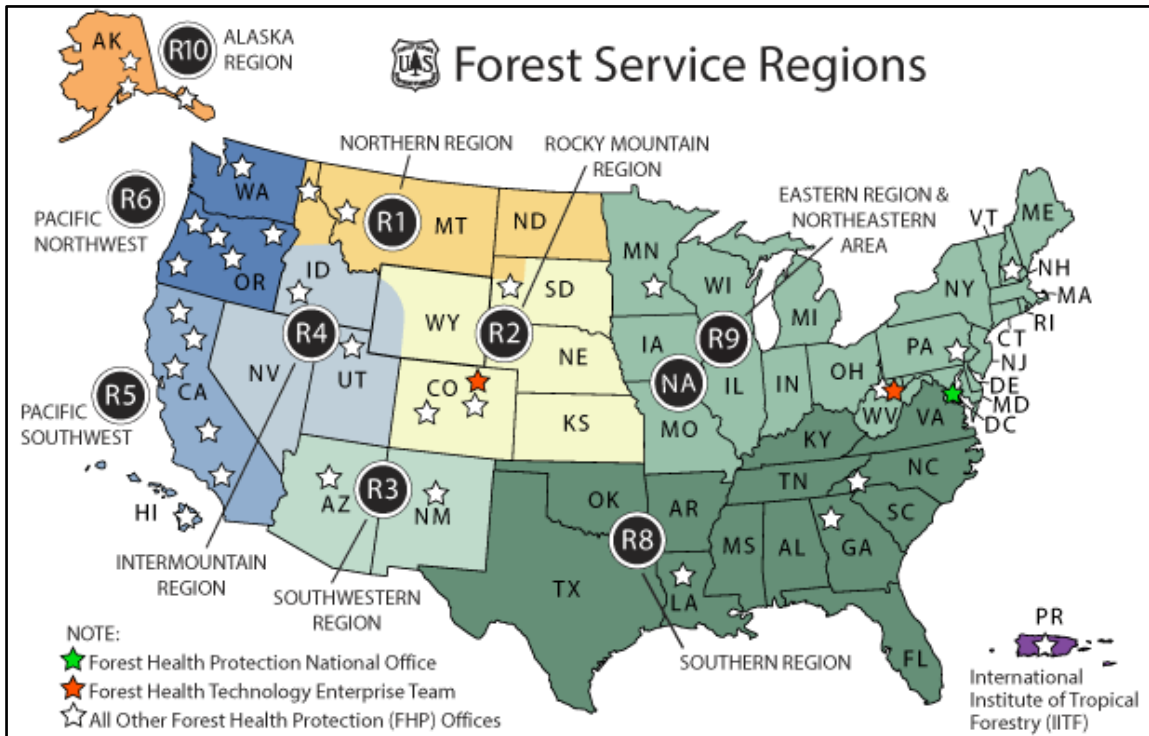 AK
R10
ALASKA
REGION
US
Forest Service Regions
NORTHERN REGION
ROCKY MOUNTAIN
REGION
EASTERN REGION &
NORTHEASTERN
AREA
R6
PACIFIC
NORTHWEST
WA
OR
R1
MT
ND
ID
MN
WI
MI
VT
ME
NH
NY
MA
RI
CT
NJ
PA
DE
MD
DC
SD
WY
R2
NE
R4
NV
UT
CO
KS
IA
R9
NA
IL
IN
OH
MO
WV
VA
KY
R5
PACIFIC
SOUTHWEST
CA
HI
AZ
R3
NM
OK
AR
TN
NC
SC
R8
MS
AL
GA
TX
LA
FL
INTERMOUNTAIN
REGION
SOUTHWESTERN
REGION
SOUTHERN REGION
PR
International
Institute of Tropical
Forestry (IITF)
NOTE:
Forest Health Protection National Office
Forest Health Technology Enterprise Team
All Other Forest Health Protection (FHP) Offices